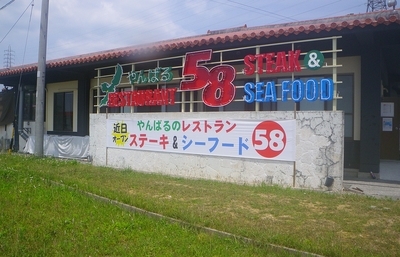 やんばる
RESTAURANT
58
STEAK &
SEA FOOD
近日
オープン
やんばるのレストラン
ステーキ & シーフード
58